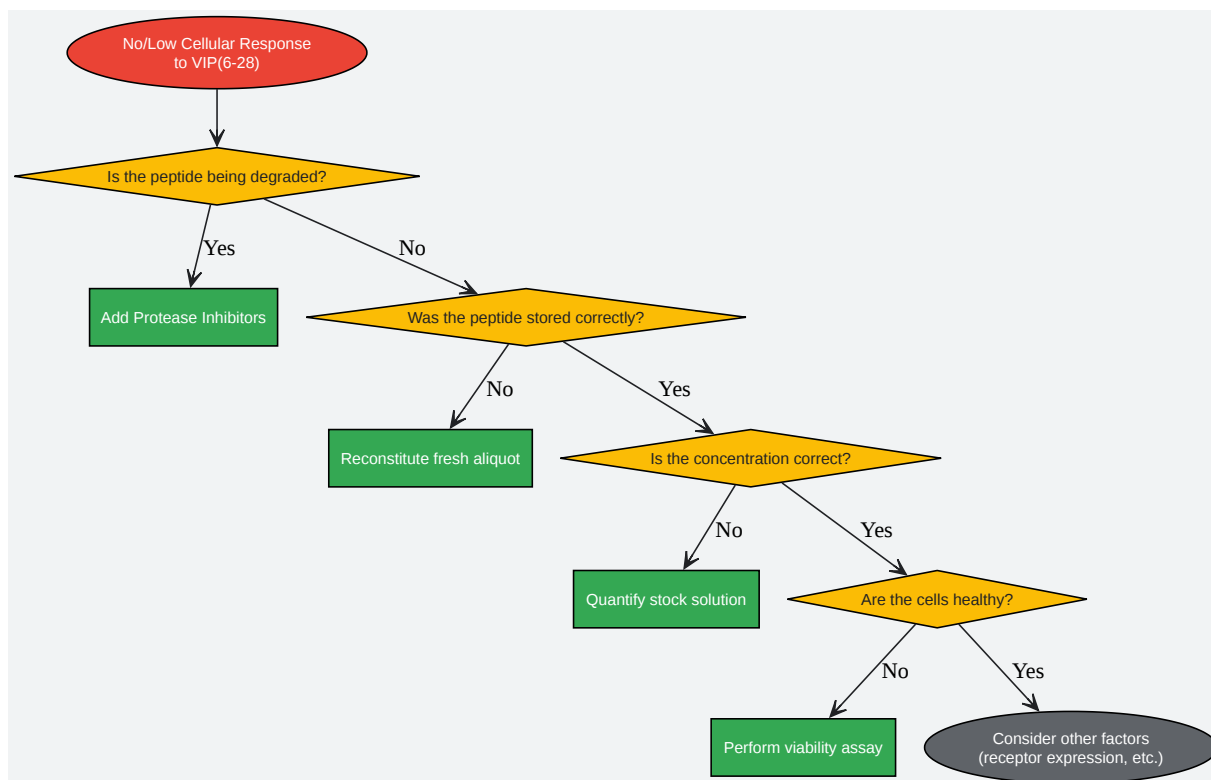 No/Low Cellular Response
to VIP(6-28)
Is the peptide being degraded?
Yes
No
Add Protease Inhibitors
Was the peptide stored correctly?
No
Yes
Reconstitute fresh aliquot
Is the concentration correct?
No
Yes
Quantify stock solution
Are the cells healthy?
No
Yes
Perform viability assay
Consider other factors
(receptor expression, etc.)